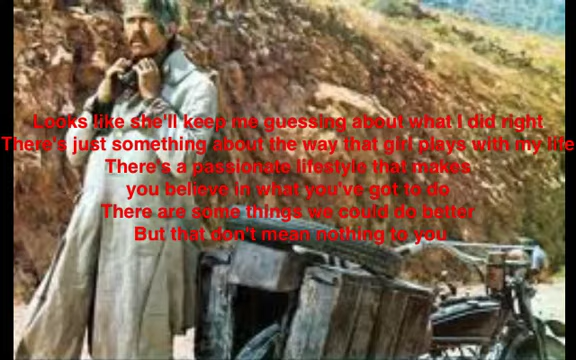 Looks like she'll keep me guessing about what I did right
There's just something about the way that girl plays with my life
There's a passionate lifestyle that makes
you believe in what you've got to do
There are some things we could do better
But that don't mean nothing to you